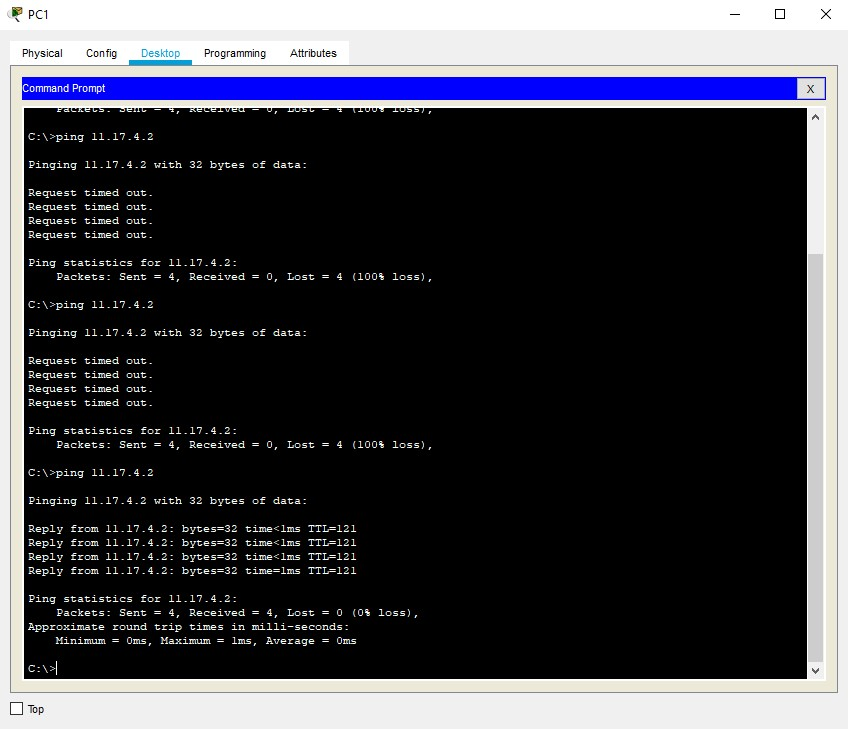 PC1
Physical Config Desktop Programming Attributes
Command Prompt X
Packets: Sent = 4, Received = 0, Lost = 4 (100% loss),
C:\>ping 11.17.4.2
Pinging 11.17.4.2 with 32 bytes of data:
Request timed out.
Request timed out.
Request timed out.
Request timed out.
Ping statistics for 11.17.4.2:
Packets: Sent = 4, Received = 0, Lost = 4 (100% loss),
C:\>ping 11.17.4.2
Pinging 11.17.4.2 with 32 bytes of data:
Request timed out.
Request timed out.
Request timed out.
Request timed out.
Ping statistics for 11.17.4.2:
Packets: Sent = 4, Received = 0, Lost = 4 (100% loss),
C:\>ping 11.17.4.2
Pinging 11.17.4.2 with 32 bytes of data:
Reply from 11.17.4.2: bytes=32 time<1ms TTL=121
Reply from 11.17.4.2: bytes=32 time<1ms TTL=121
Reply from 11.17.4.2: bytes=32 time<1ms TTL=121
Reply from 11.17.4.2: bytes=32 time=1ms TTL=121
Ping statistics for 11.17.4.2:
Packets: Sent = 4, Received = 4, Lost = 0 (0% loss),
Approximate round trip times in milli-seconds:
Minimum = 0ms, Maximum = 1ms, Average = 0ms
C:\>
Top